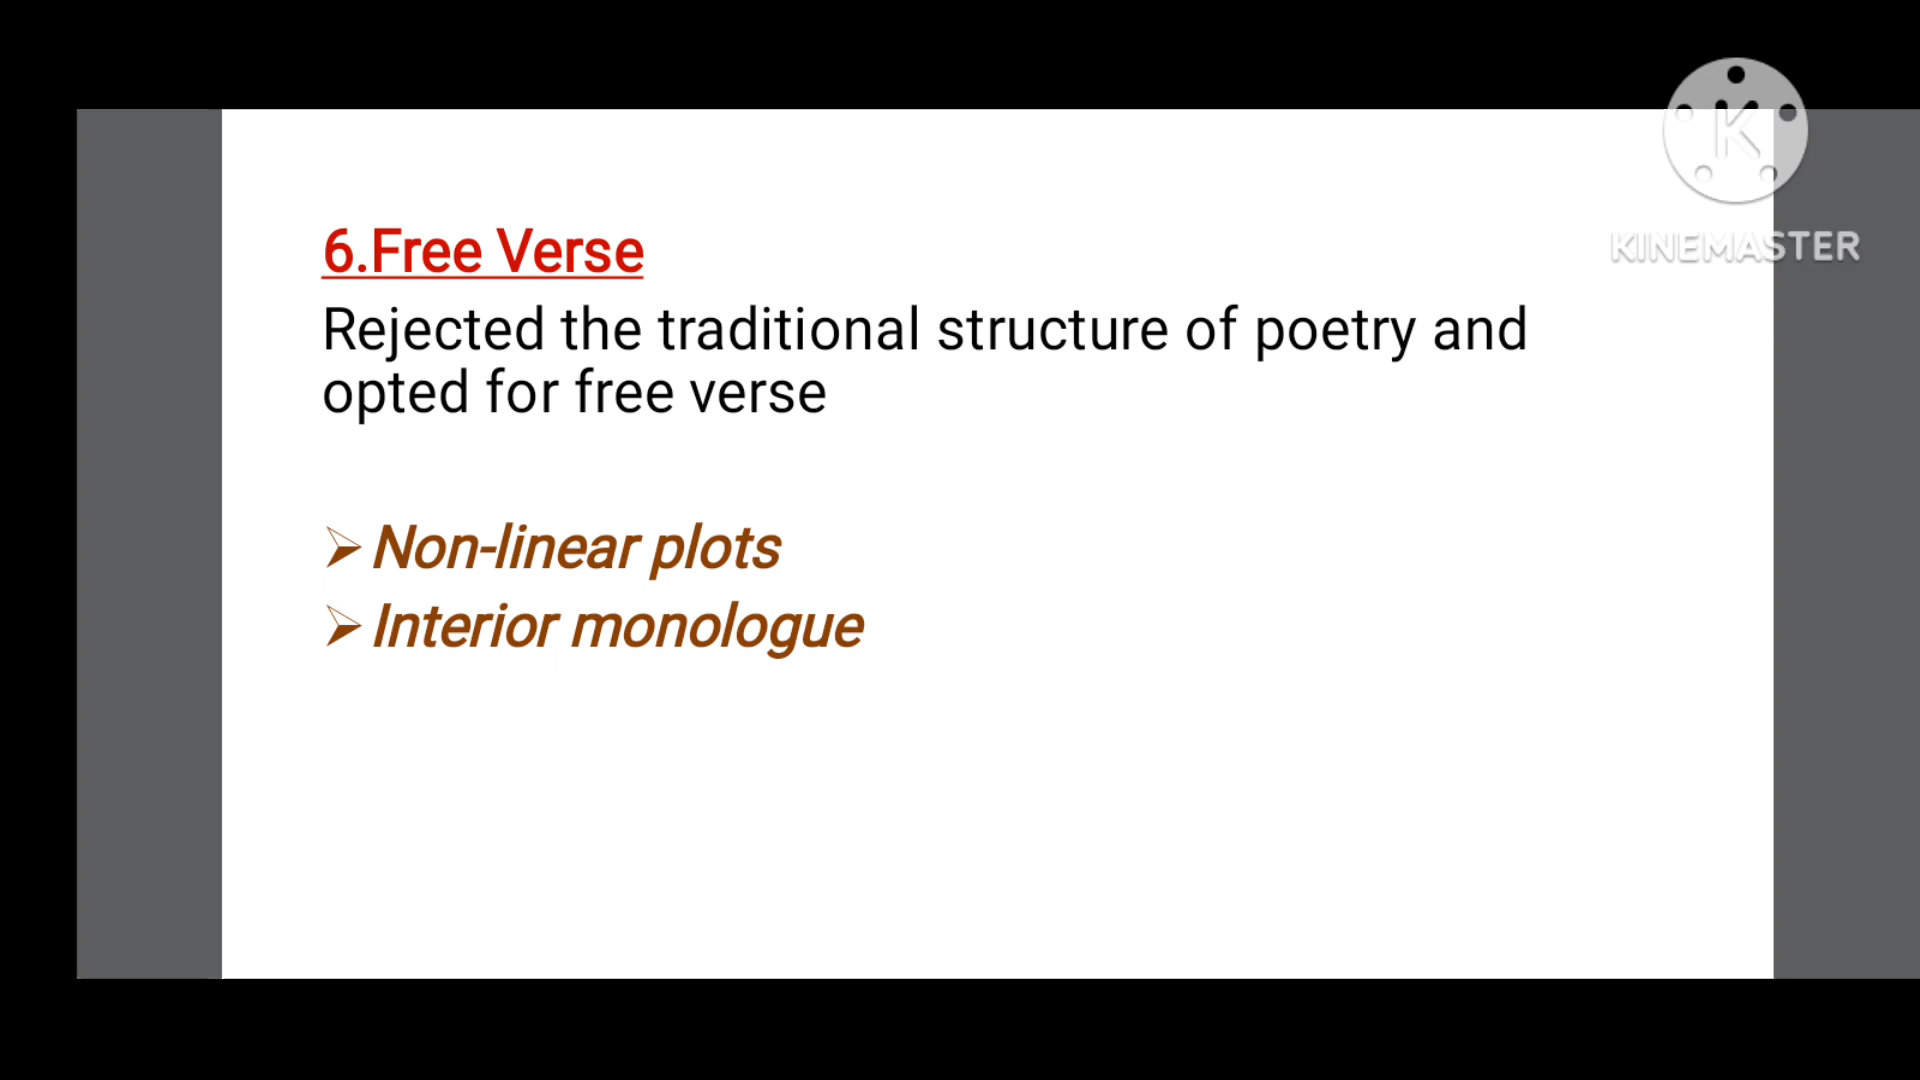 6.Free Verse
Rejected the traditional structure of poetry and
opted for free verse
➢ Non-linear plots
➢ Interior monologue
K
KINEMASTER